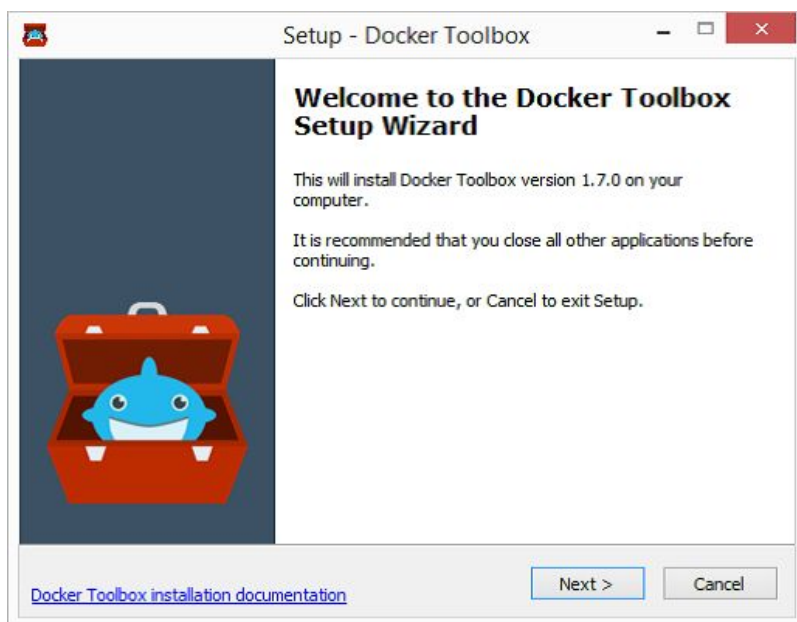 Setup - Docker Toolbox
Welcome to the Docker Toolbox
Setup Wizard
This will install Docker Toolbox version 1.7.0 on your
computer.
It is recommended that you close all other applications before
continuing.
Click Next to continue, or Cancel to exit Setup.
Docker Toolbox installation documentation
Next >
Cancel